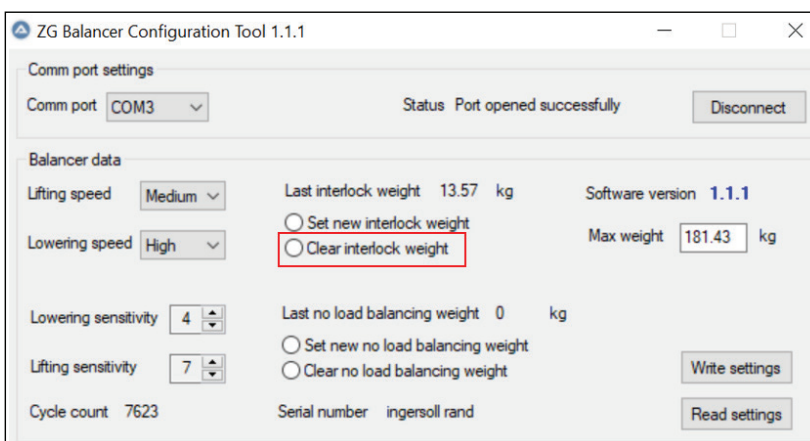 ZG Balancer Configuration Tool 1.1.1
Comm port settings
Comm port COM3 Status Port opened successfully Disconnect
Balancer data
Lifting speed Medium Last interlock weight 13.57 kg Software version 1.1.1
Set new interlock weight
Lowering speed High Clear interlock weight Max weight 181.43 kg
Lowering sensitivity 4 Last no load balancing weight 0 kg
Set new no load balancing weight
Lifting sensitivity 7 Clear no load balancing weight Write settings
Cycle count 7623 Serial number ingersoll rand Read settings